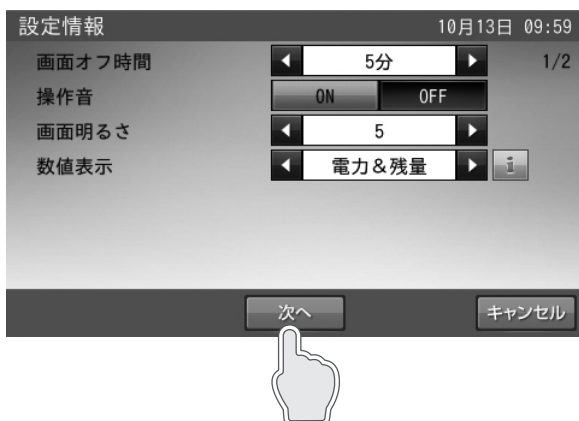 設定情報 10月13日 09:59
画面オフ時間 5分 1/2
操作音 ON OFF
画面明るさ 5
数値表示 電力&残量 i
次へ キャンセル